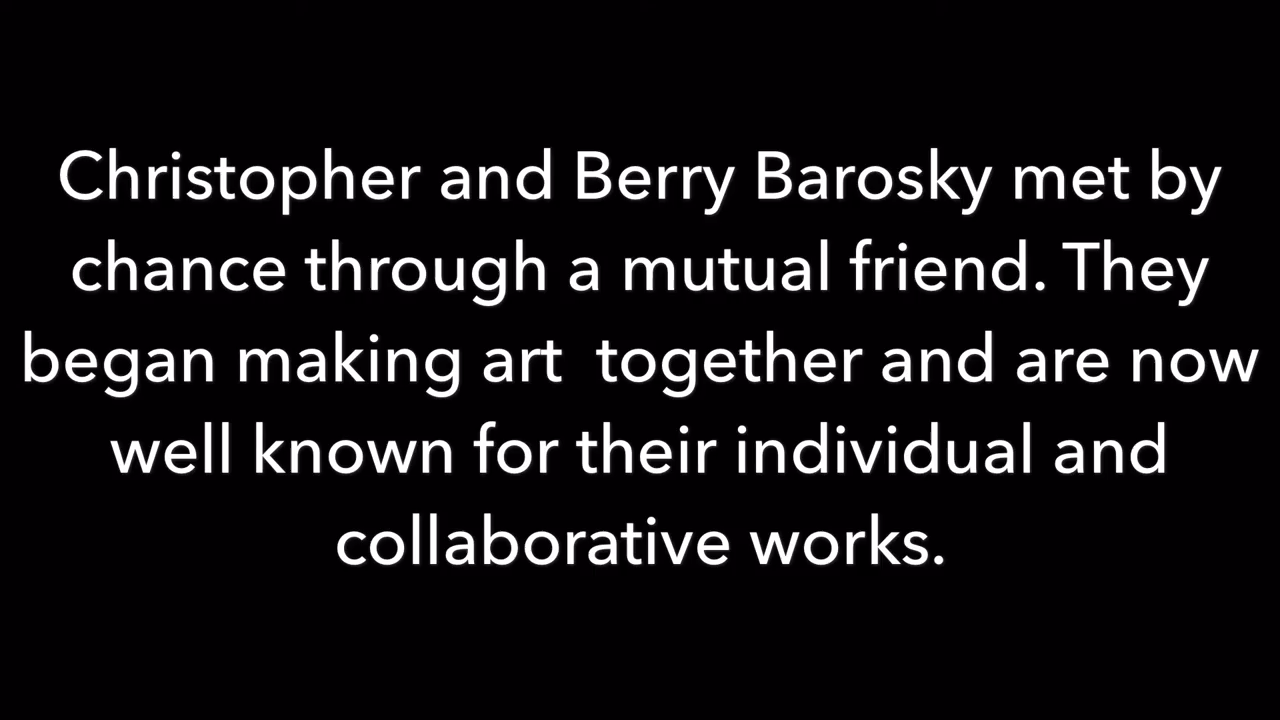 Christopher and Berry Barosky met by
chance through a mutual friend. They
began making art  together and are now
well known for their individual and
collaborative works.